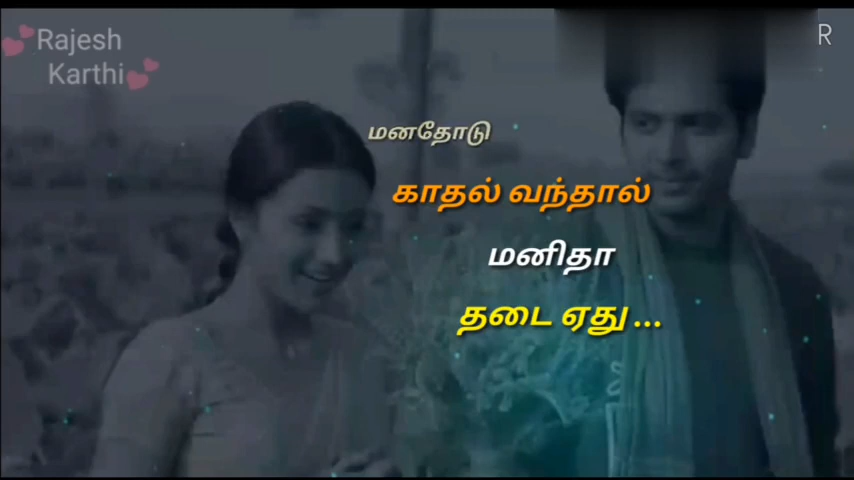 Rajesh
Karthi
R
மனதோடு
காதல் வந்தால்
மனிதா
தடை ஏது ...